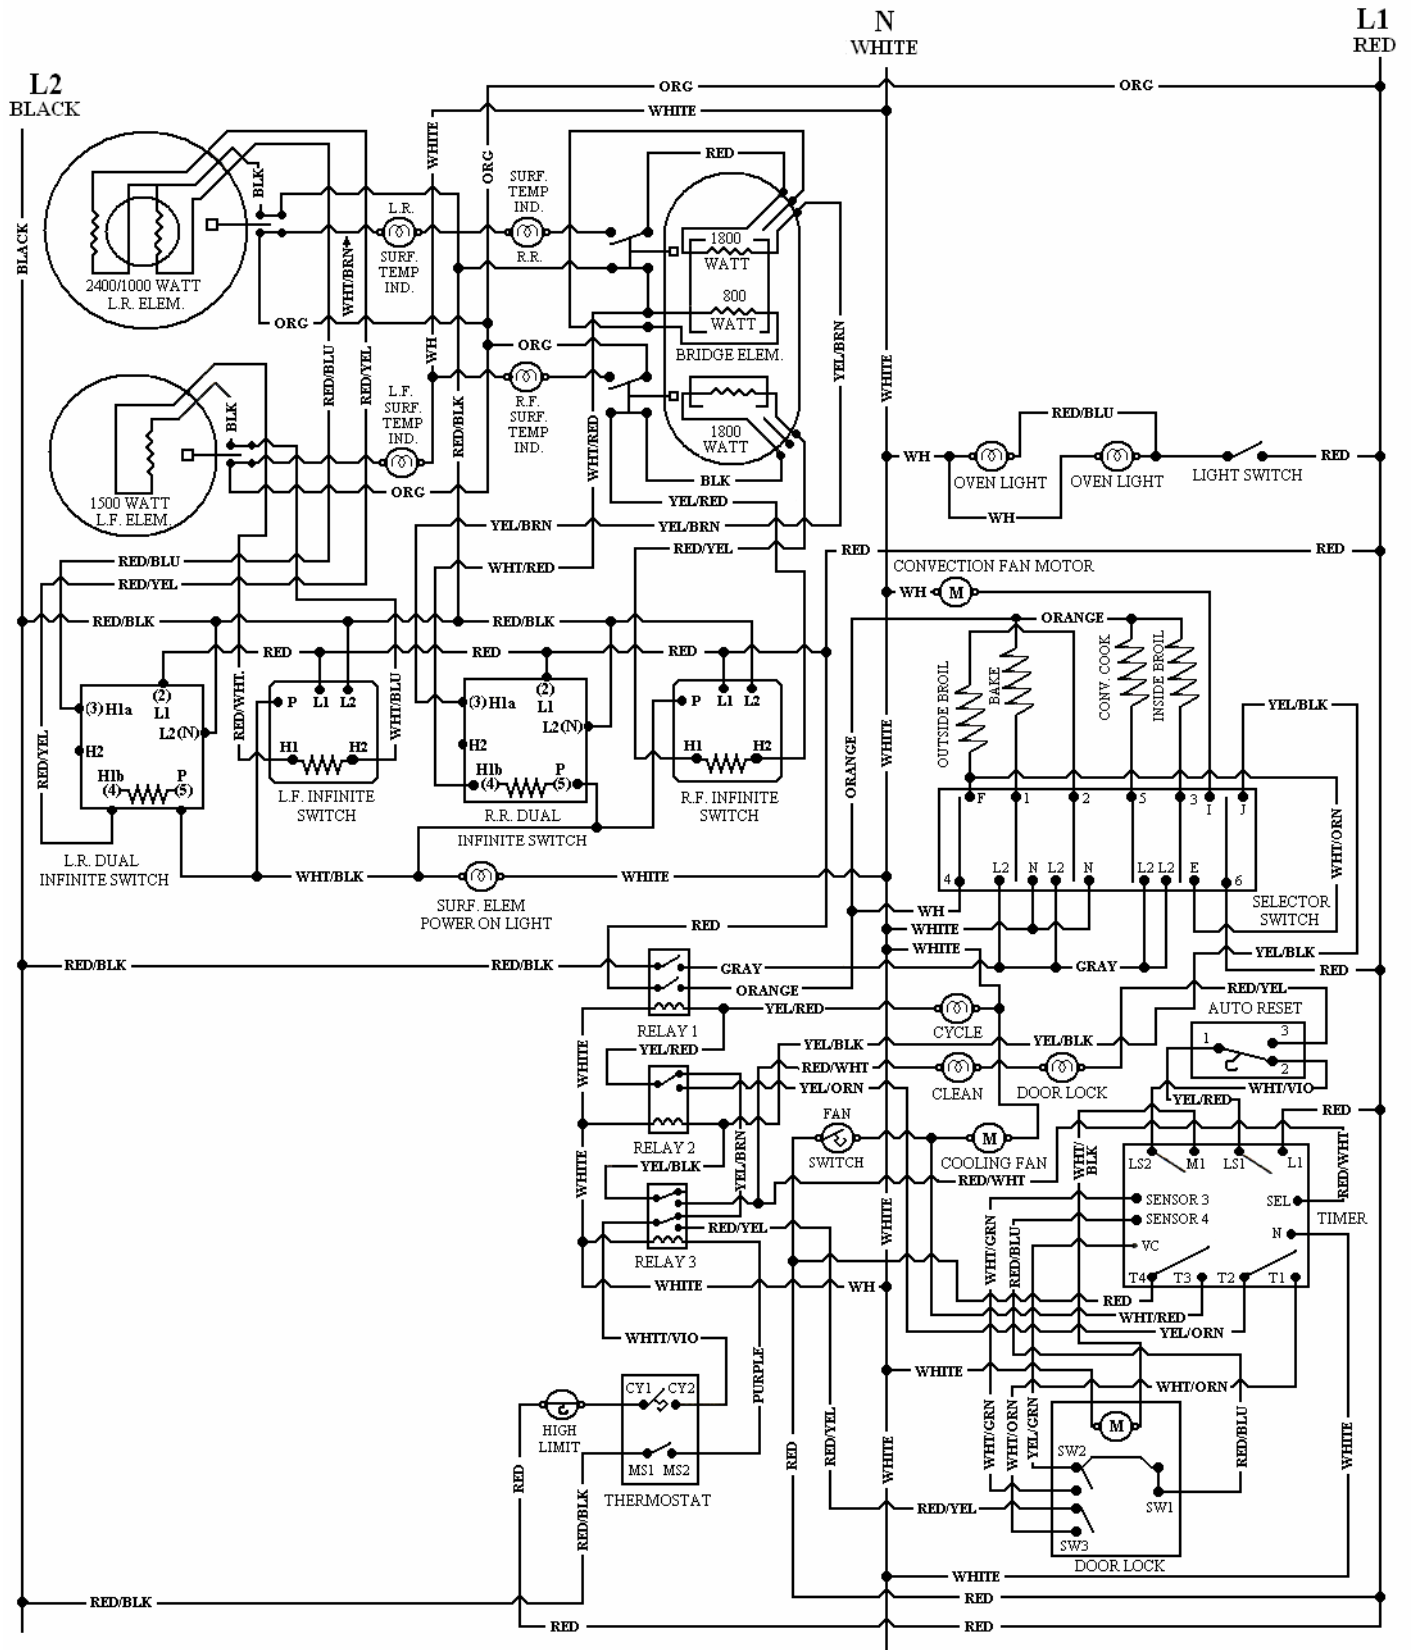 N
WHITE
L1
RED
L2
BLACK
ORG
ORG
WHITE
WHITE
ORG
BLACK
BLK
RED
SURF.
TEMP
IND.
R.R.
L.R.
SURF.
TEMP
IND.
WHT/BRN
2400/1000 WATT
L.R. ELEM.
1800
WATT
800
WATT
BRIDGE ELEM.
ORG
ORG
WH
RED/BLU
RED/YEL
YEL/BRN
WHITE
BLK
L.F.
SURF.
TEMP
IND.
R.F.
SURF.
TEMP
IND.
RED/BLK
WHT/RED
1800
WATT
BLK
ORG
YEL/RED
1500 WATT
L.F. ELEM.
YEL/BRN
YEL/BRN
RED/YEL
RED/BLU
WH
OVEN LIGHT
OVEN LIGHT
LIGHT SWITCH
RED
WH
RED
RED
RED/BLU
RED/YEL
WHT/RED
CONVECTION FAN MOTOR
WH
M
RED/BLK
RED/BLK
ORANGE
RED
RED
RED
OUTSIDE BROIL
BAKE
CONV. COOK
INSIDE BROIL
YEL/BLK
RED/WHT.
WHT/BLU
RED/YEL
ORANGE
WHITE
(2)
L1
(3) H1a
L2(N)
H2
H1b
(4)
P
(5)
P
L1
L2
H1
H2
(2)
L1
(3) H1a
L2(N)
H2
H1b
(4)
P
(5)
P
L1
L2
H1
H2
L.R. DUAL
INFINITE SWITCH
L.F. INFINITE
SWITCH
R.R. DUAL
INFINITE SWITCH
R.F. INFINITE
SWITCH
F
1
2
5
3
I
J
4
L2
N
L2
N
L2
L2
E
6
WHT/ORN
SELECTOR
SWITCH
WHT/BLK
WHITE
SURF. ELEM
POWER ON LIGHT
WH
WHITE
WHITE
RED
YEL/BLK
RED
RED/BLK
RED/BLK
GRAY
GRAY
ORANGE
RED/YEL
AUTO RESET
RELAY 1
YEL/RED
CYCLE
YEL/RED
WHITE
YEL/BLK
YEL/BLK
1
3
2
RED/WHT
YEL/ORN
CLEAN
DOOR LOCK
WHT/VIO
YEL/RED
RED
RELAY 2
YEL/BLK
YEL/BRN
FAN
SWITCH
M
COOLING FAN
WHT/
BLK
RED/WHT
RED/WHT
WHITE
WHITE
LS2
M1
LS1
L1
SENSOR 3
SENSOR 4
VC
SEL
N
T4
T3
T2
T1
TIMER
RELAY 3
RED/YEL
WHITE
WH
WHT/GRN
RED/BLU
RED
WHT/RED
YEL/ORN
WHTT/VIO
PURPLE
WHITE
WHT/ORN
CY1
CY2
MS1
MS2
THERMOSTAT
HIGH
LIMIT
RED
RED/BLK
RED
RED/YEL
WHITE
WHT/GRN
WHT/ORN
YEL/GRN
RED/BLU
WHITE
M
SW2
SW1
SW3
RED/YEL
DOOR LOCK
WHITE
RED/BLK
RED
RED
RED